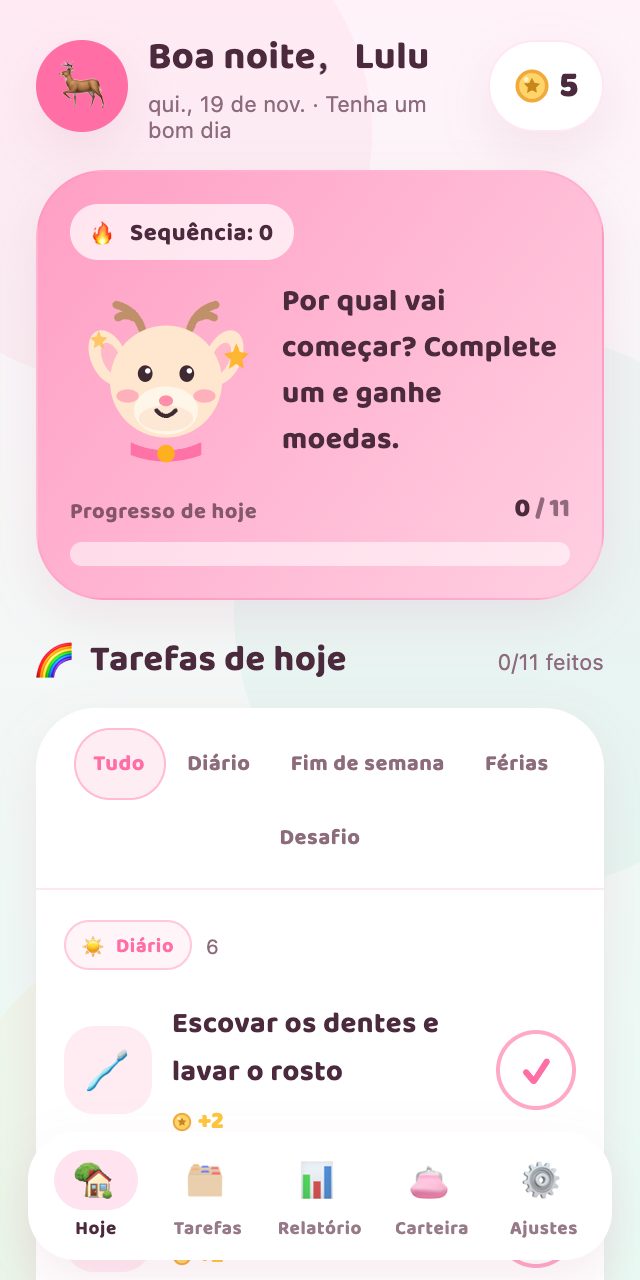 Boa noite, Lulu
qui., 19 de nov. · Tenha um
bom dia
5
Sequência: 0
Por qual vai
começar? Complete
um e ganhe
moedas.
Progresso de hoje
0 / 11
Tarefas de hoje
0/11 feitos
Tudo
Diário
Fim de semana
Férias
Desafio
Diário
6
Escovar os dentes e
lavar o rosto
+2
Hoje
Tarefas
Relatório
Carteira
Ajustes